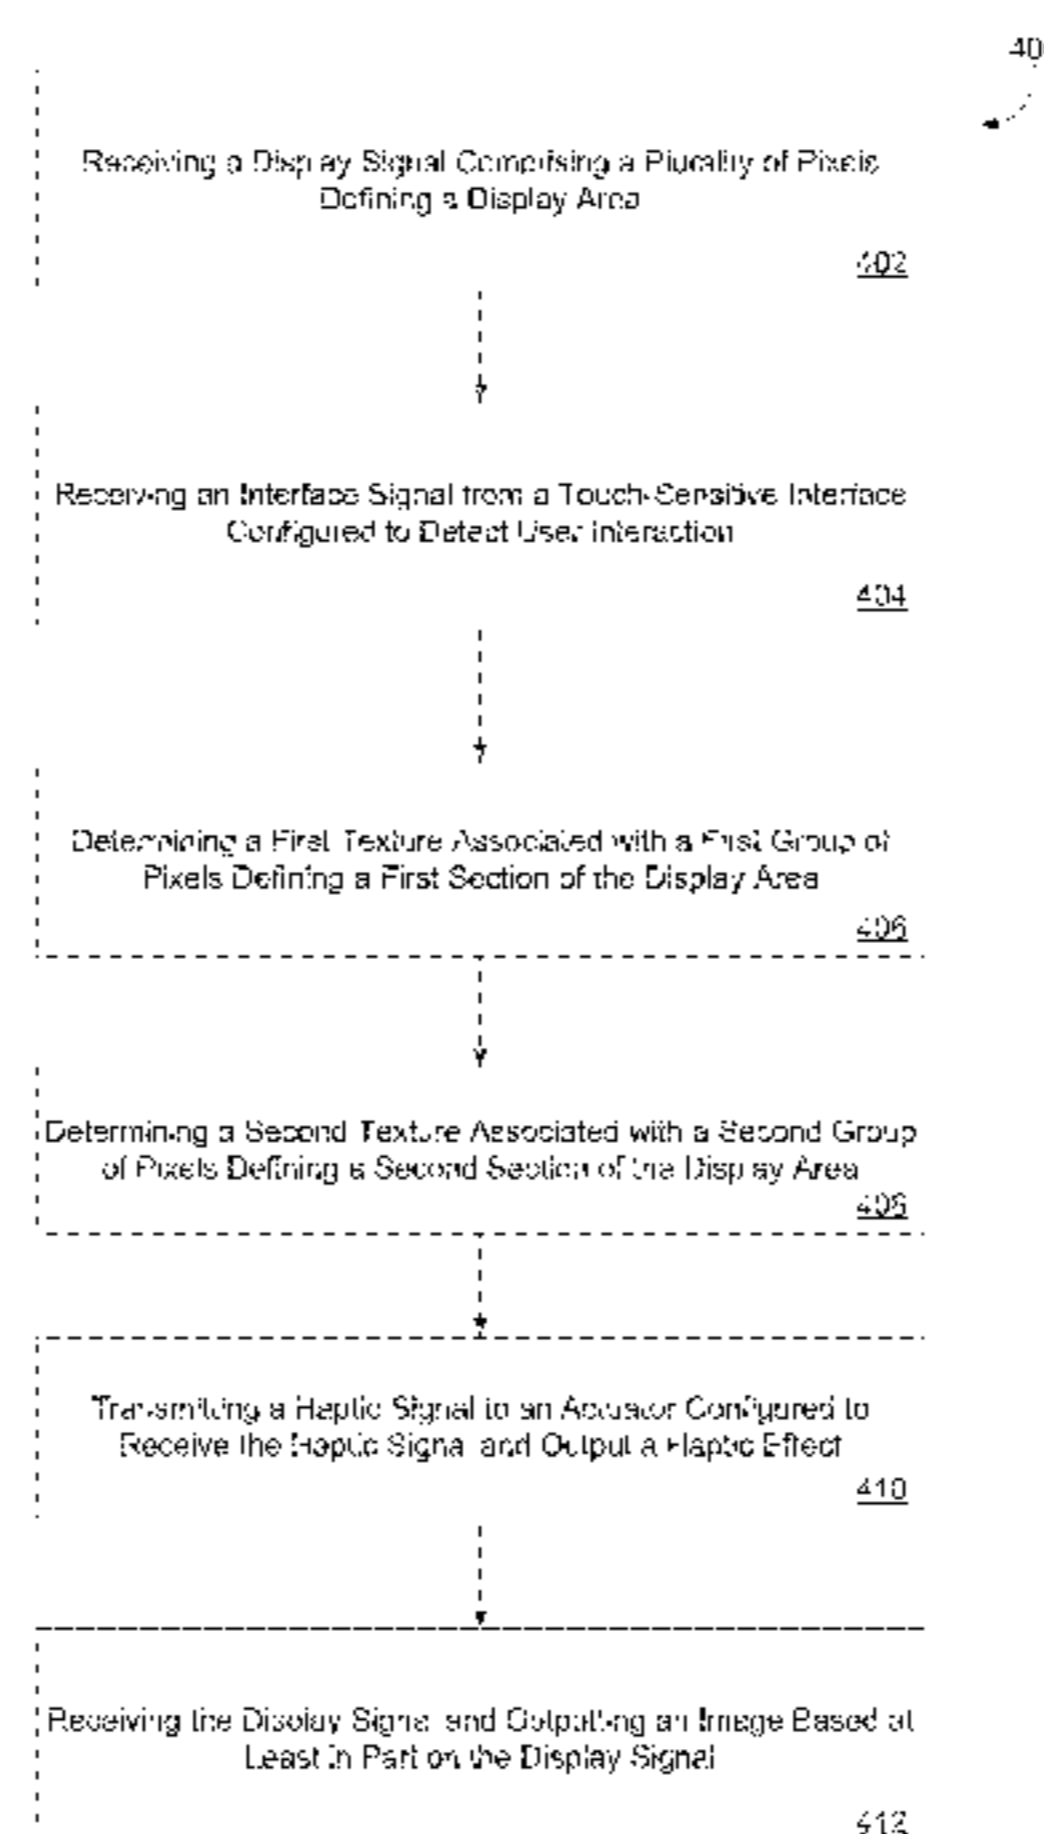 40
Receiving a Display Signal Comprising a Plurality of Pixels
Defining a Display Area
402
Receiving an Interface Signal from a Touch-Sensitive Interface
Configured to Detect User Interaction
404
Determining a First Texture Associated with a First Group of
Pixels Defining a First Section of the Display Area
406
Determining a Second Texture Associated with a Second Group
of Pixels Defining a Second Section of the Display Area
Transmitting a Haptic Signal to an Actuator Configured to
Receive the Haptic Signal and Output a Haptic Effect
410
Receiving the Display Signal and Outputting an Image Based at
Least in Part on the Display Signal
412